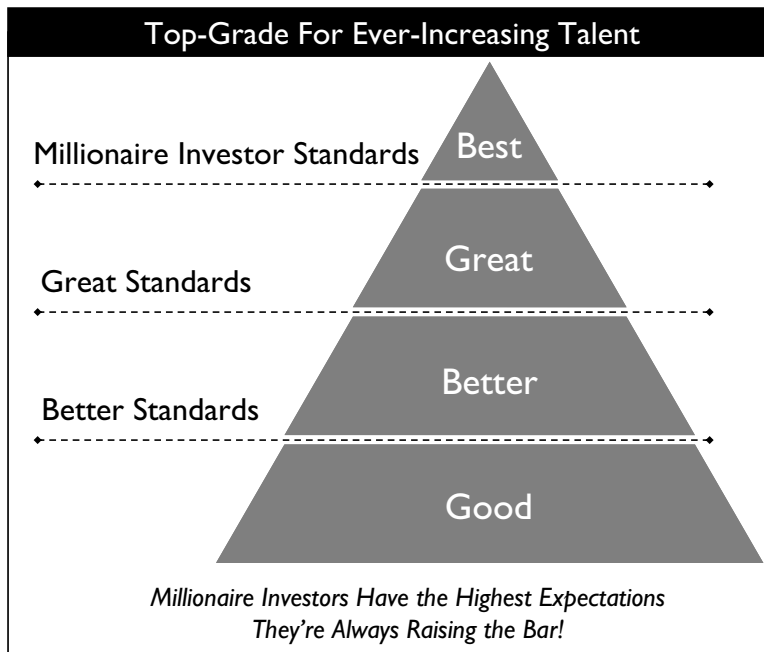 Top-Grade For Ever-Increasing Talent
Millionaire Investor Standards
Best
Great
Great Standards
Better
Better Standards
Good
Millionaire Investors Have the Highest Expectations
They’re Always Raising the Bar!